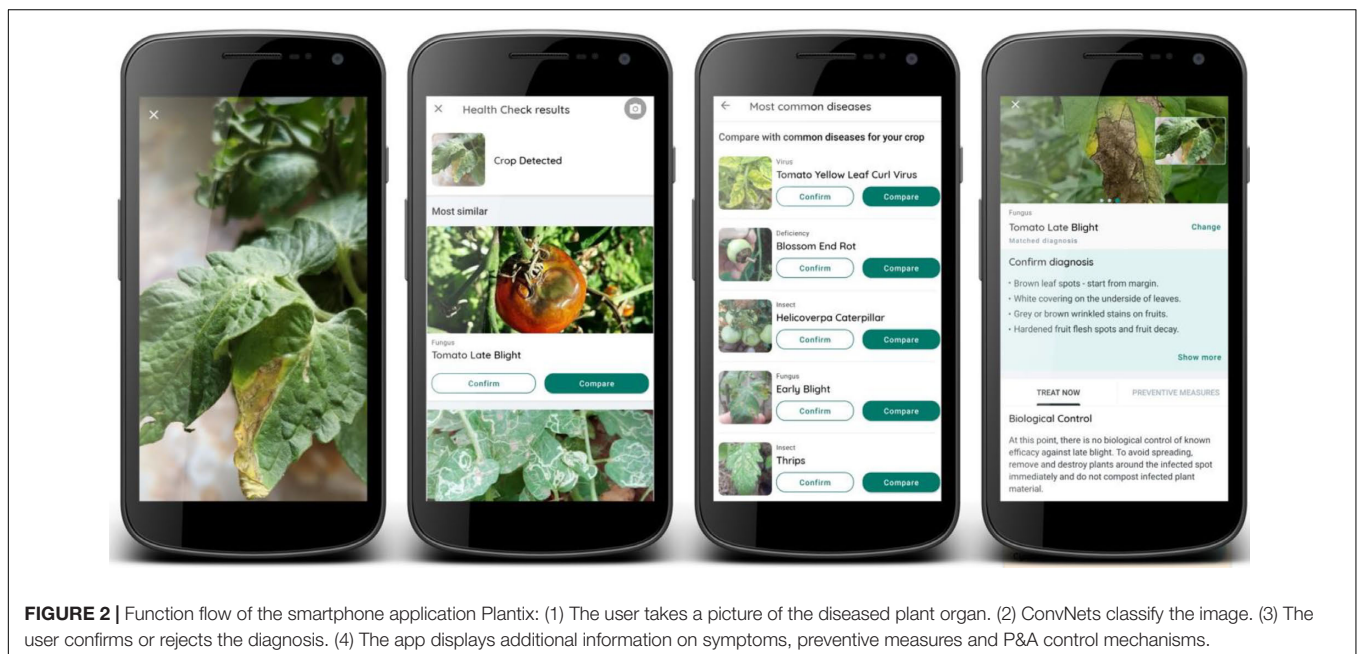 ×
× Health Check results
Crop Detected
Most similar
Fungus
Tomato Late Blight
Confirm Compare
← Most common diseases
Compare with common diseases for your crop
Virus
Tomato Yellow Leaf Curl Virus
Confirm Compare
Deficiency
Blossom End Rot
Confirm Compare
Insect
Helicoverpa Caterpillar
Confirm Compare
Fungus
Early Blight
Confirm Compare
Insect
Thrips
Confirm Compare
×
Fungus
Tomato Late Blight Change
Matched diagnosis
Confirm diagnosis
• Brown leaf spots - start from margin.
• White covering on the underside of leaves.
• Grey or brown wrinkled stains on fruits.
• Hardened fruit flesh spots and fruit decay.
Show more
TREAT NOW PREVENTIVE MEASURES
Biological Control
At this point, there is no biological control of known
efficacy against late blight. To avoid spreading,
remove and destroy plants around the infected spot
immediately and do not compost infected plant
material.
FIGURE 2 | Function flow of the smartphone application Plantix: (1) The user takes a picture of the diseased plant organ. (2) ConvNets classify the image. (3) The
user confirms or rejects the diagnosis. (4) The app displays additional information on symptoms, preventive measures and P&A control mechanisms.